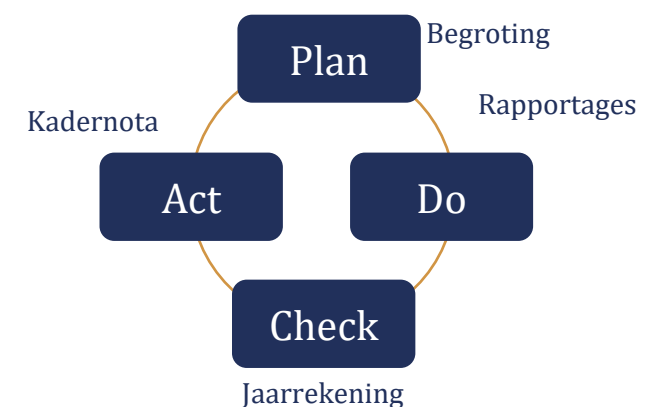 Plan
Begroting
Rapportages
Kadernota
Act
Do
Check
Jaarrekening